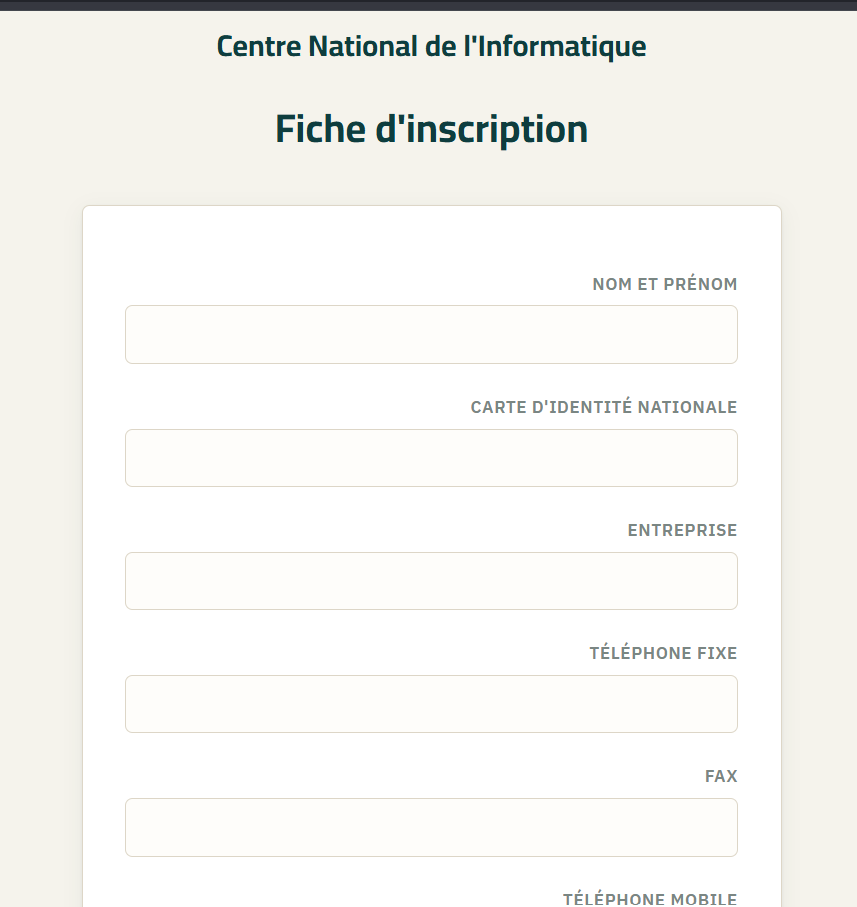 Centre National de l'Informatique
Fiche d'inscription
NOM ET PRÉNOM
CARTE D'IDENTITÉ NATIONALE
ENTREPRISE
TÉLÉPHONE FIXE
FAX
TÉLÉPHONE MOBILE